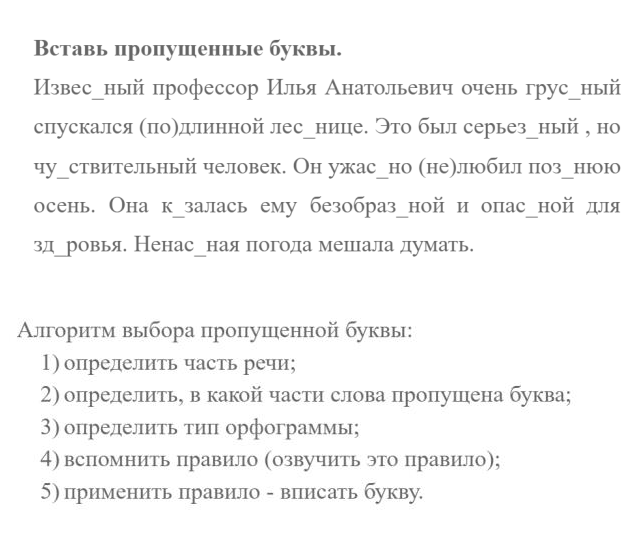 Вставь пропущенные буквы.
Извес_ный профессор Илья Анатольевич очень грус_ный
спускался (по)длинной лес_нице. Это был серьез_ный , но
чу_ствительный человек. Он ужас_но (не)любил поз_нюю
осень. Она к_залась ему безобраз_ной и опас_ной для
зд_ровья. Ненас_ная погода мешала думать.
Алгоритм выбора пропущенной буквы:
1) определить часть речи;
2) определить, в какой части слова пропущена буква;
3) определить тип орфограммы;
4) вспомнить правило (озвучить это правило);
5) применить правило - вписать букву.